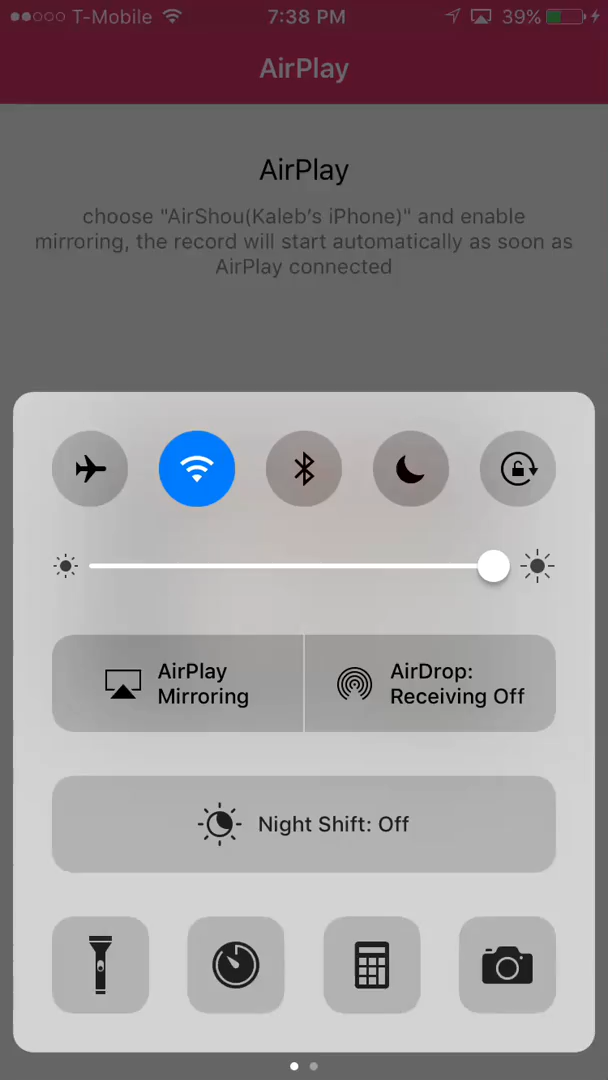 T-Mobile 7:38 PM 39%
AirPlay
AirPlay
choose "AirShou(Kaleb's iPhone)" and enable
mirroring, the record will start automatically as soon as
AirPlay connected
AirPlay
Mirroring
AirDrop:
Receiving Off
Night Shift: Off